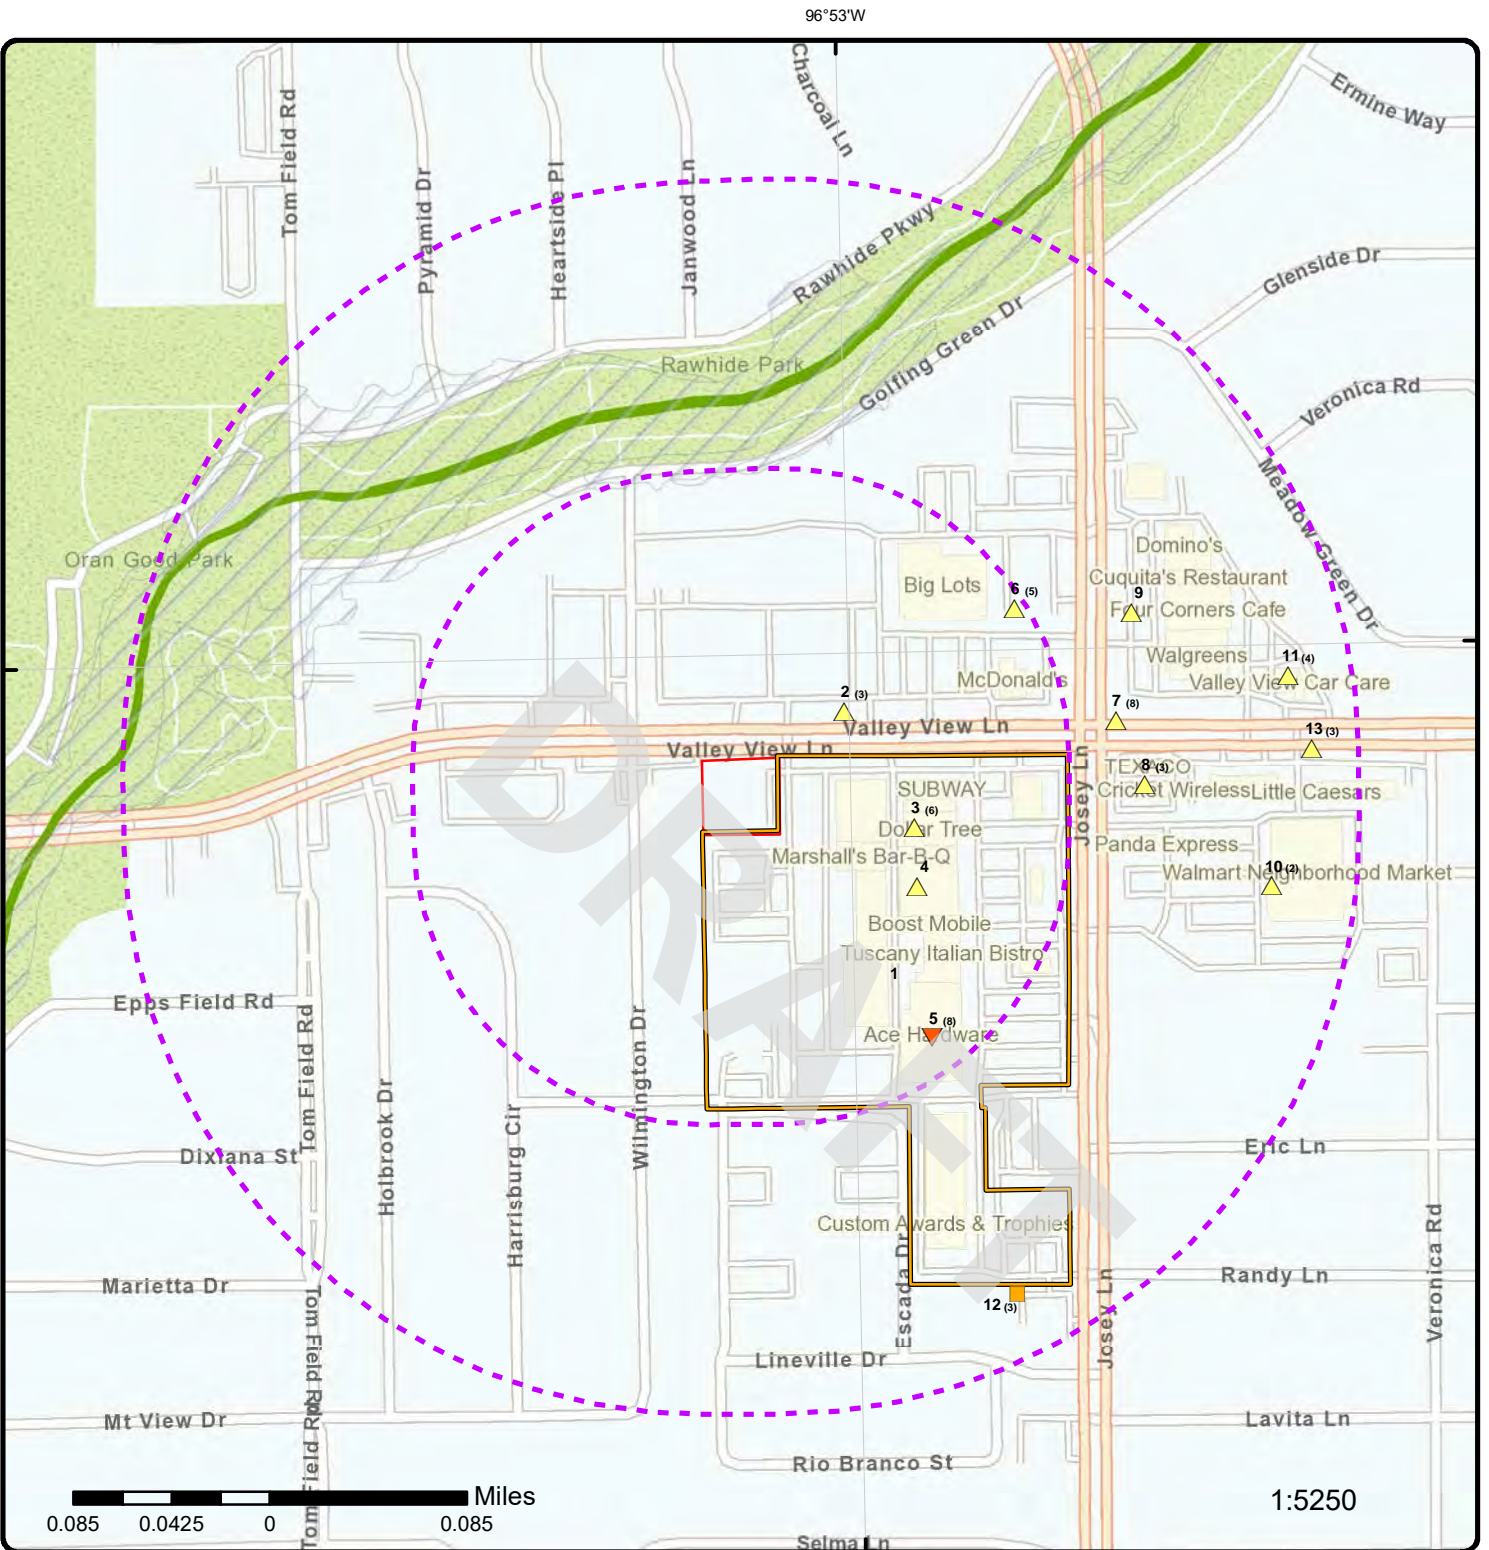 96°53'W
Charcoal Ln
Ermine Way
Tom Field Rd
Pyramid Dr
Heartside Pl
Janwood Ln
Rawhide Pkwy
Glenside Dr
Golfing Green Dr
Rawhide Park
Veronica Rd
Meadow Green Dr
Oran Good Park
Domino's
Big Lots
Cuquita's Restaurant
6 (5)
9
Four Corners Cafe
Walgreens
11 (4)
McDonald's
Valley View Car Care
2 (3)
7 (8)
Valley View Ln
13 (3)
Valley View Ln
TEXACO
8 (3)
SUBWAY
Cricket Wireless
Little Caesars
Josey Ln
3 (6)
Dollar Tree
Panda Express
Marshall's Bar-B-Q
4
Walmart Neighborhood Market
10 (2)
Boost Mobile
Tuscany Italian Bistro
1
Epps Field Rd
5 (8)
Ace Hardware
Tom Field Rd
Wilmington Dr
Holbrook Dr
Harrisburg Cir
Dixiana St
Eric Ln
DRAFT
Custom Awards & Trophies
Escada Dr
Veronica Rd
Marietta Dr
Randy Ln
12 (3)
Josey Ln
Tom Field Rd
Lineville Dr
Mt View Dr
Lavita Ln
Rio Branco St
Tom Field Rd
Miles
1:5250
0.085 0.0425 0 0.085
Selma Ln